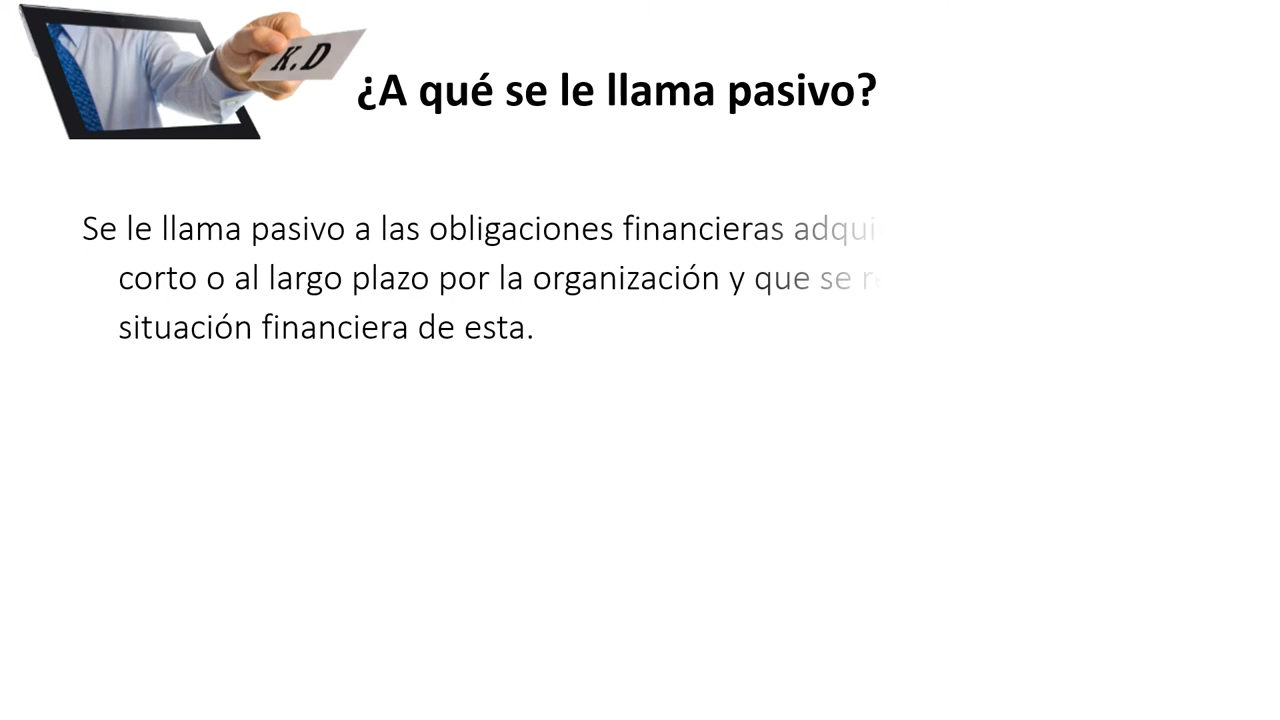 K.D
¿A qué se le llama pasivo?
Se le llama pasivo a las obligaciones financieras
corto o al largo plazo por la organización y que se
situación financiera de esta.